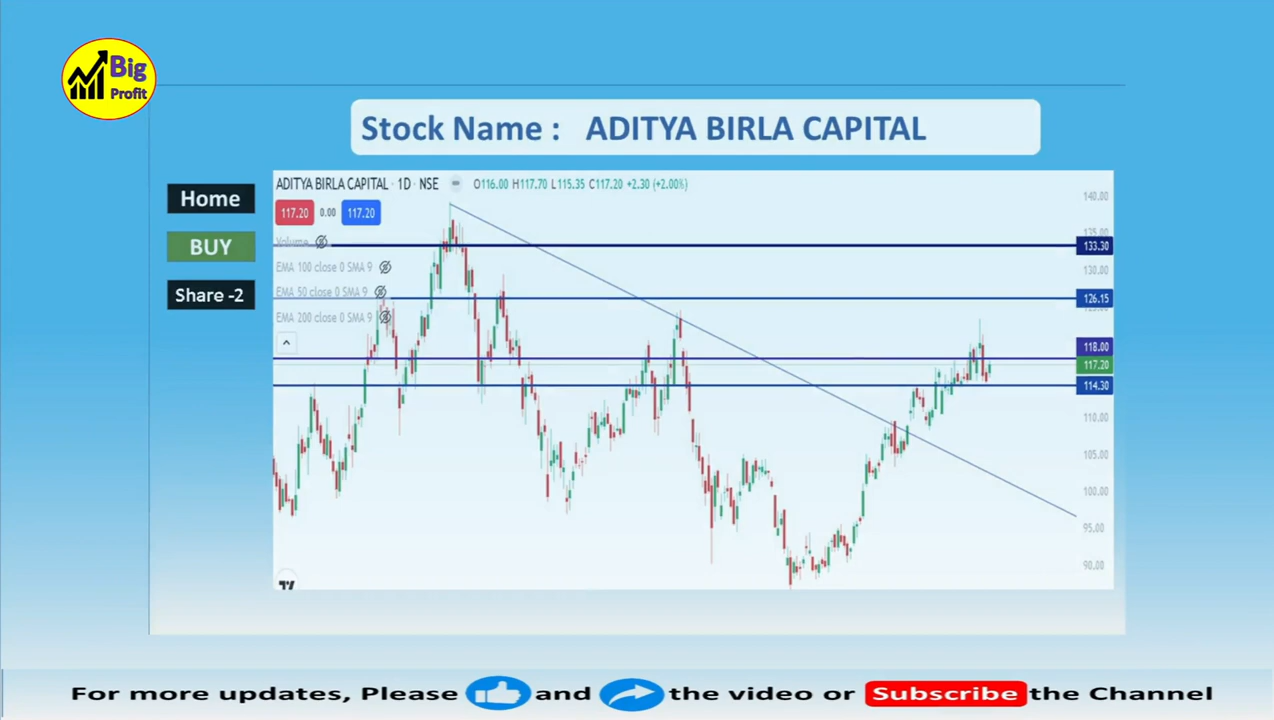 Big
Profit
Stock Name : ADITYA BIRLA CAPITAL
Home
BUY
Share -2
ADITYA BIRLA CAPITAL · 1D · NSE O116.00 H117.70 L115.35 C117.20 +2.30 (+2.00%)
117.20 0.00 117.20
Volume
EMA 100 close 0 SMA 9
EMA 50 close 0 SMA 9
EMA 200 close 0 SMA 9
140.00
135.00
133.30
130.00
126.15
118.00
117.20
114.30
110.00
105.00
100.00
95.00
90.00
For more updates, Please and the video or Subscribe the Channel